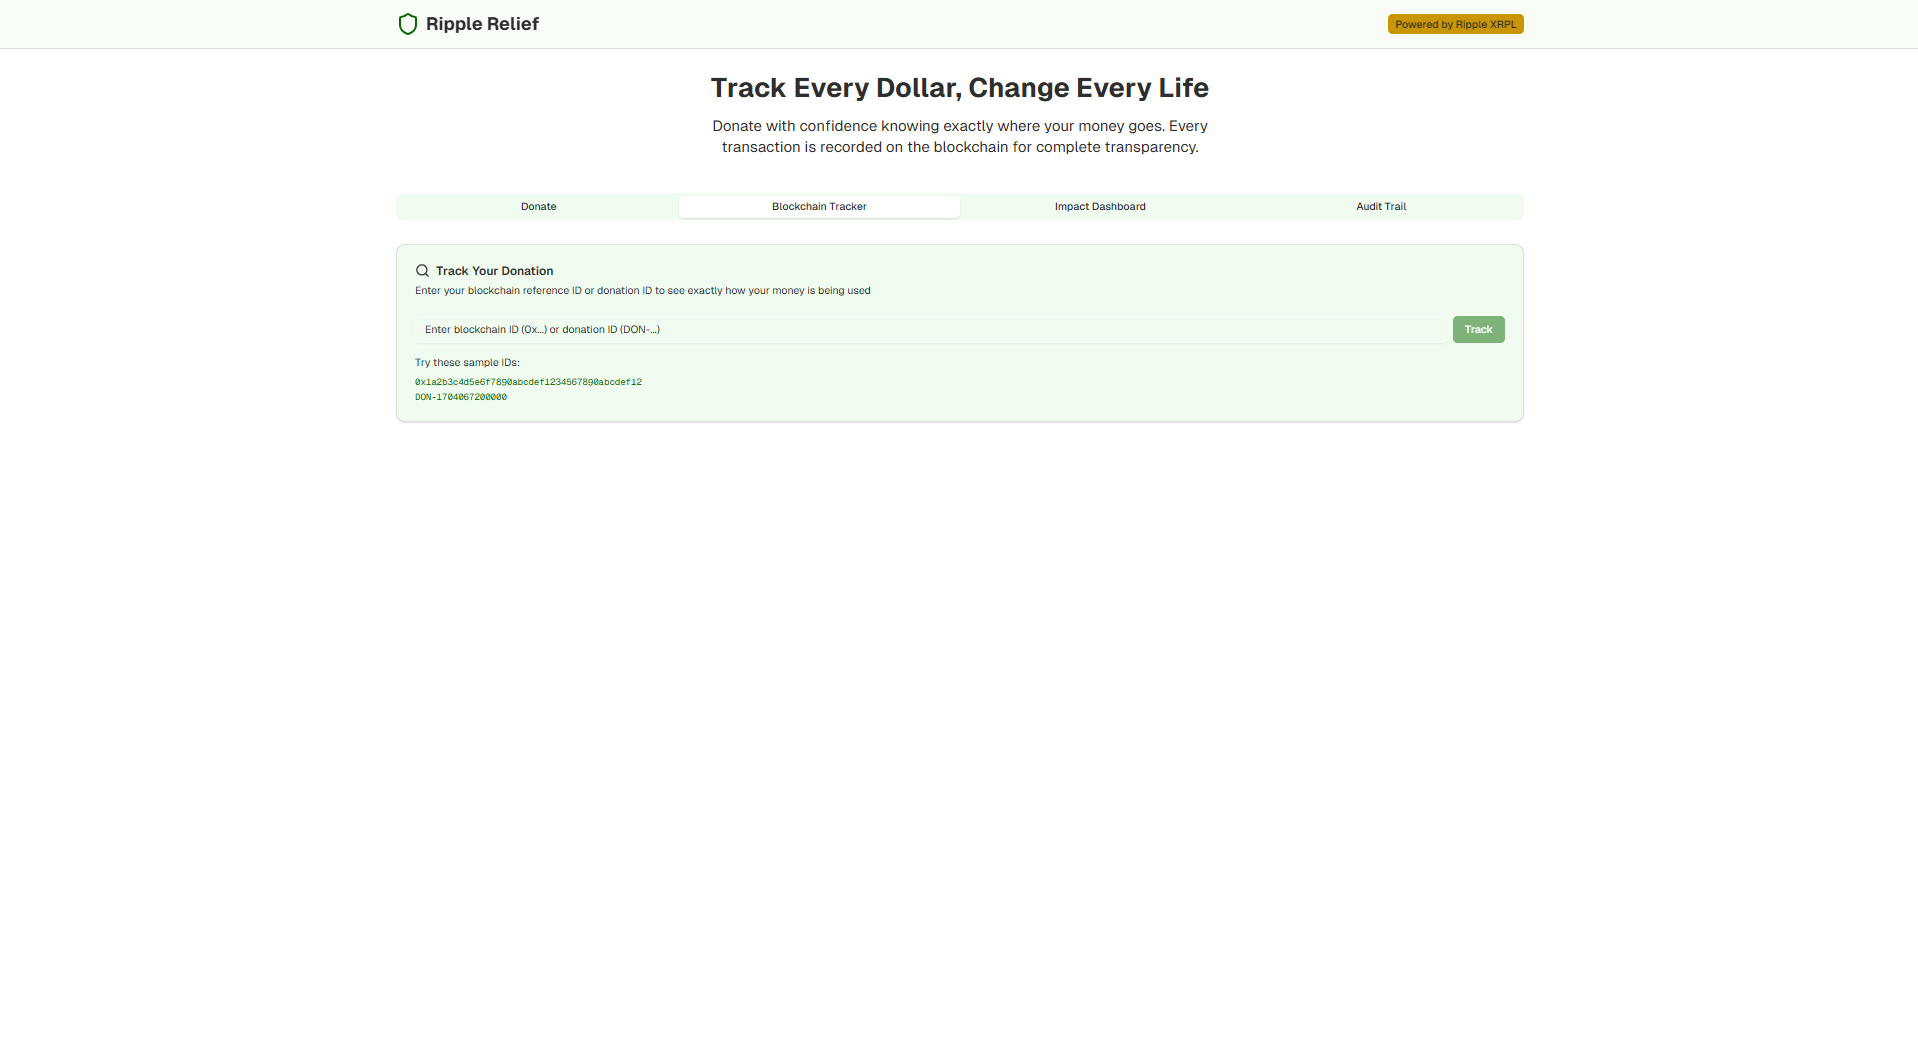 Ripple Relief
Powered by Ripple XRPL
Track Every Dollar, Change Every Life
Donate with confidence knowing exactly where your money goes. Every
transaction is recorded on the blockchain for complete transparency.
Donate
Blockchain Tracker
Impact Dashboard
Audit Trail
Track Your Donation
Enter your blockchain reference ID or donation ID to see exactly how your money is being used
Enter blockchain ID (0x...) or donation ID (DON-...)
Track
Try these sample IDs:
0x1a2b3c4d5e6f7890abcdef1234567890abcdef12
DON-1704067200000